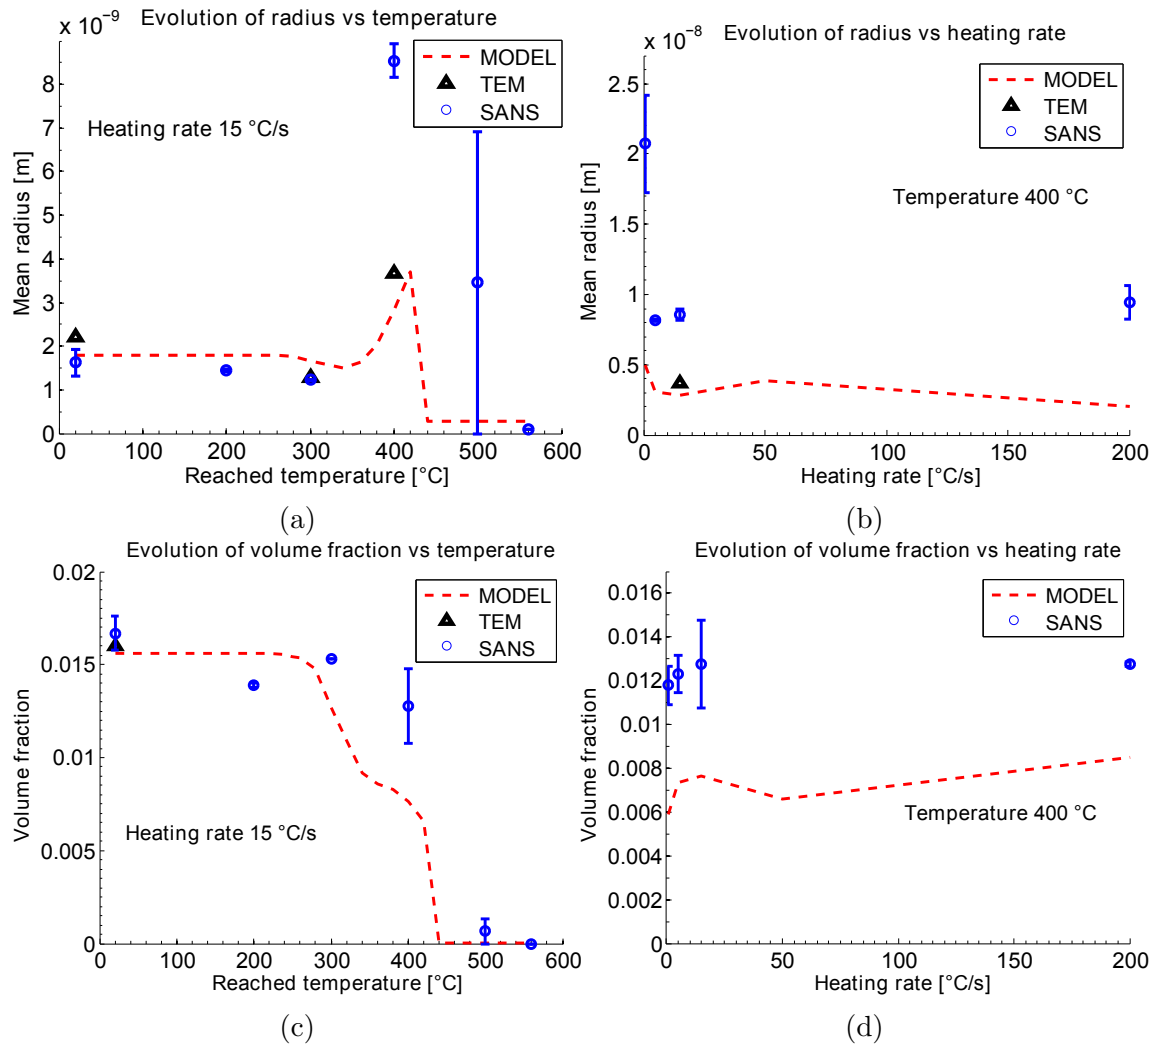 Evolution of radius vs temperature
x 10⁻⁹
9
8
7
6
5
4
3
2
1
0
Mean radius [m]
MODEL
TEM
SANS
Heating rate 15 °C/s
0 100 200 300 400 500 600
Reached temperature [°C]
(a)
Evolution of radius vs heating rate
x 10⁻⁸
2.5
2
1.5
1
0.5
0
Mean radius [m]
MODEL
TEM
SANS
Temperature 400 °C
0 50 100 150 200
Heating rate [°C/s]
(b)
Evolution of volume fraction vs temperature
0.02
0.015
0.01
0.005
0
Volume fraction
MODEL
TEM
SANS
Heating rate 15 °C/s
0 100 200 300 400 500 600
Reached temperature [°C]
(c)
Evolution of volume fraction vs heating rate
0.016
0.014
0.012
0.01
0.008
0.006
0.004
0.002
0
Volume fraction
MODEL
SANS
Temperature 400 °C
0 50 100 150 200
Heating rate [°C/s]
(d)